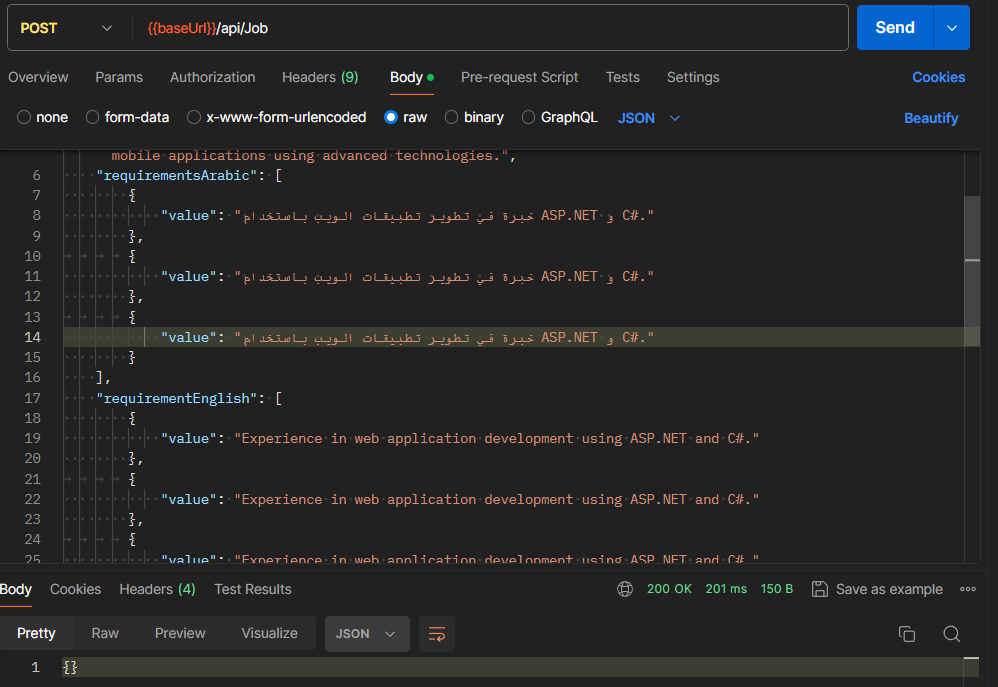 POST {{baseUrl}}/api/Job Send
Overview Params Authorization Headers (9) Body Pre-request Script Tests Settings Cookies
none form-data x-www-form-urlencoded raw binary GraphQL JSON Beautify
mobile applications using advanced technologies.",
6 "requirementsArabic": [
7 {
8 "value": "خبرة في تطوير تطبيقات الويب باستخدام ASP.NET و C#."
9 },
10 {
11 "value": "خبرة في تطوير تطبيقات الويب باستخدام ASP.NET و C#."
12 },
13 {
14 "value": "خبرة في تطوير تطبيقات الويب باستخدام ASP.NET و C#."
15 }
16 ],
17 "requirementEnglish": [
18 {
19 "value": "Experience in web application development using ASP.NET and C#."
20 },
21 {
22 "value": "Experience in web application development using ASP.NET and C#."
23 },
24 {
25 "value": "Experience in web application development using ASP.NET and C#."
Body Cookies Headers (4) Test Results 200 OK 201 ms 150 B Save as example
Pretty Raw Preview Visualize JSON
1 {}